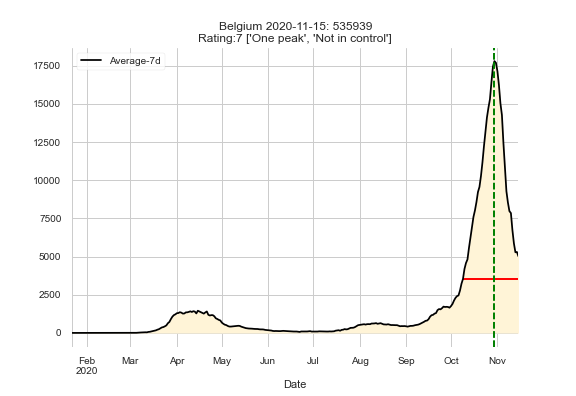 Belgium 2020-11-15: 535939
Rating:7 ['One peak', 'Not in control']
Average-7d
17500
15000
12500
10000
7500
5000
2500
0
Feb Mar Apr May Jun Jul Aug Sep Oct Nov
2020
Date